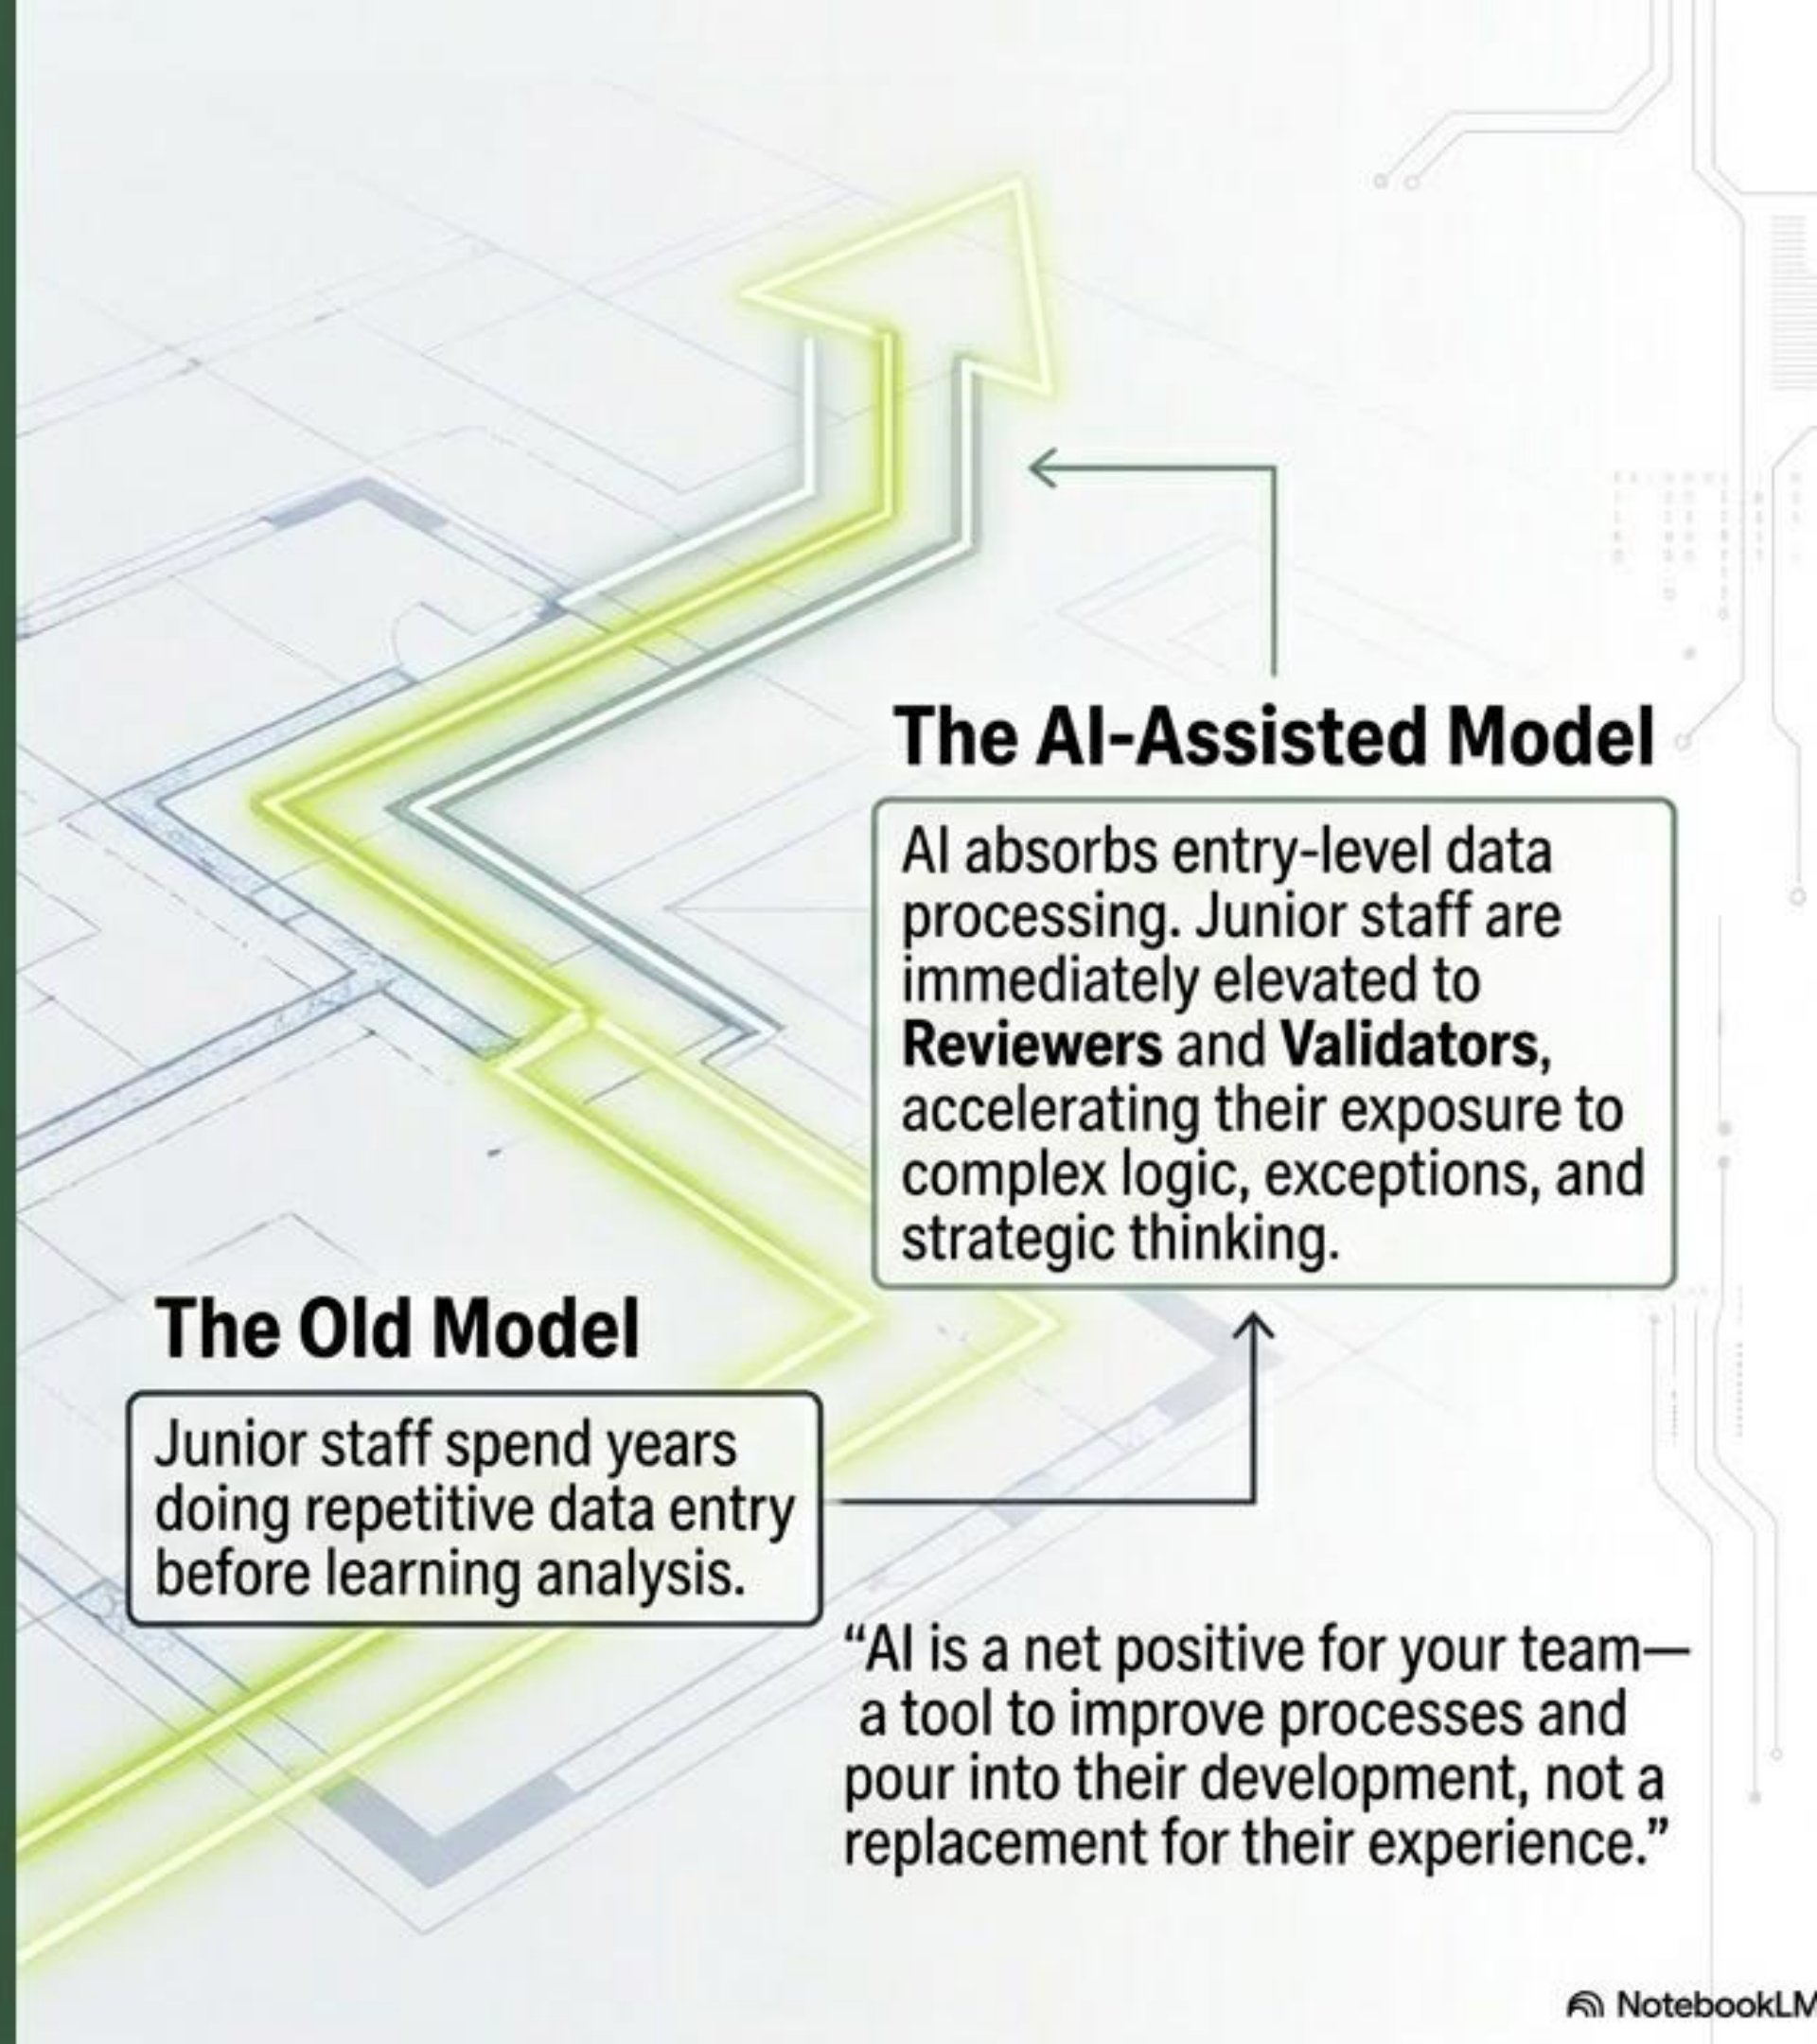 The AI-Assisted Model
AI absorbs entry-level data
processing. Junior staff are
immediately elevated to
Reviewers and Validators,
accelerating their exposure to
complex logic, exceptions, and
strategic thinking.
The Old Model
Junior staff spend years
doing repetitive data entry
before learning analysis.
“AI is a net positive for your team—
a tool to improve processes and
pour into their development, not a
replacement for their experience.”
NotebookLM